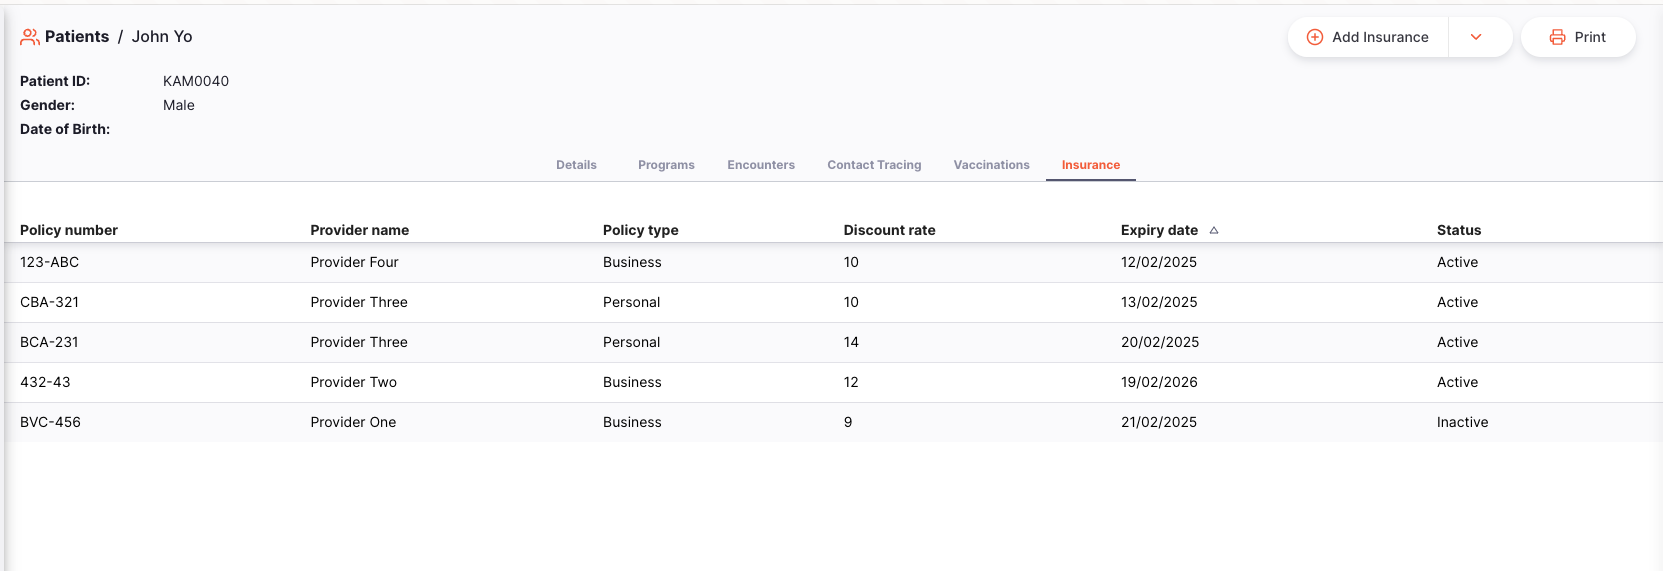 Patients / John Yo
Add Insurance
Print
Patient ID: KAM0040
Gender: Male
Date of Birth:
Details Programs Encounters Contact Tracing Vaccinations Insurance
Policy number Provider name Policy type Discount rate Expiry date Status
123-ABC Provider Four Business 10 12/02/2025 Active
CBA-321 Provider Three Personal 10 13/02/2025 Active
BCA-231 Provider Three Personal 14 20/02/2025 Active
432-43 Provider Two Business 12 19/02/2026 Active
BVC-456 Provider One Business 9 21/02/2025 Inactive